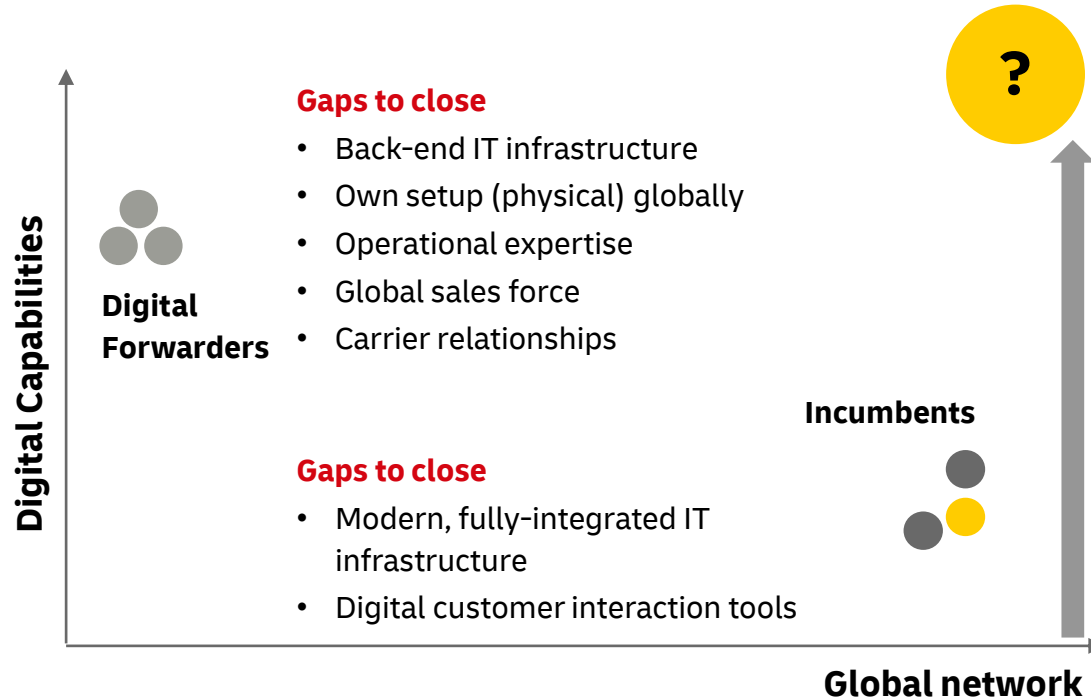 ?
Gaps to close
• Back-end IT infrastructure
• Own setup (physical) globally
• Operational expertise
• Global sales force
• Carrier relationships
Digital
Forwarders
Digital Capabilities
Incumbents
Gaps to close
• Modern, fully-integrated IT
infrastructure
• Digital customer interaction tools
Global network